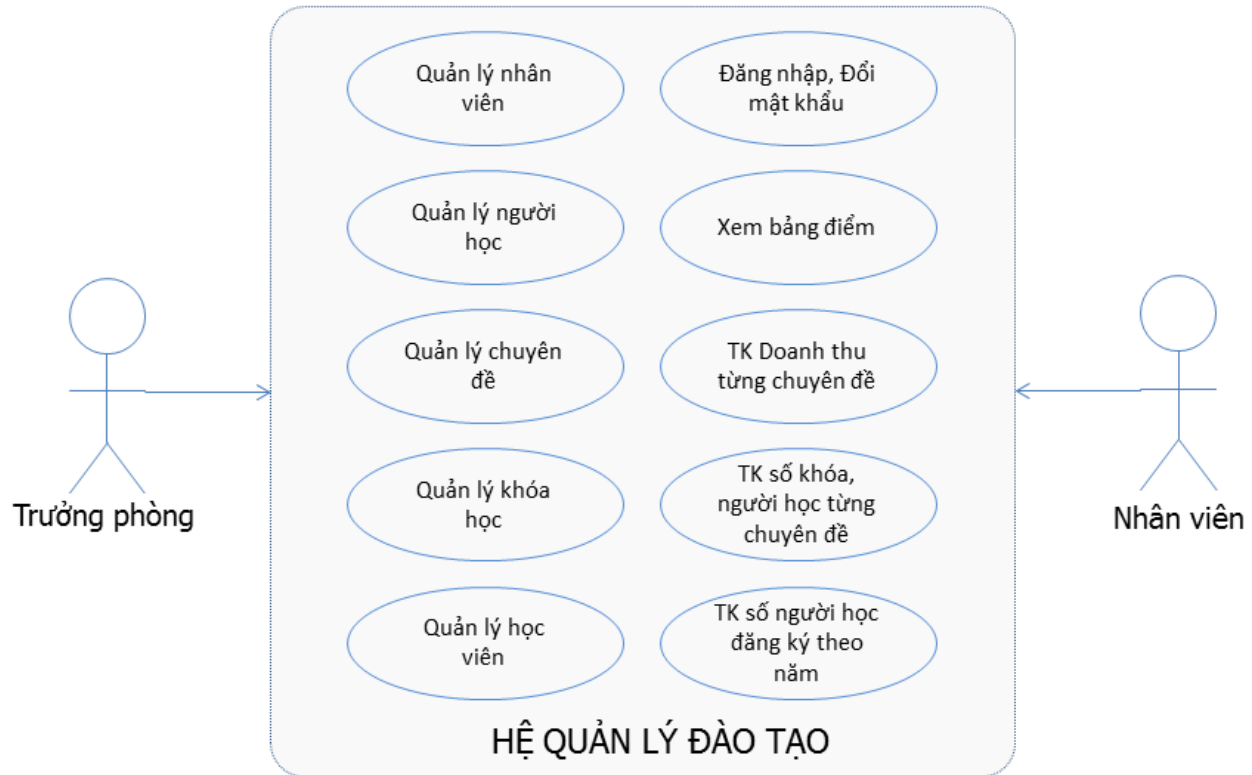 Quản lý nhân
viên
Đăng nhập, Đổi
mật khẩu
Quản lý người
học
Xem bảng điểm
Quản lý chuyên
đề
TK Doanh thu
từng chuyên đề
Quản lý khóa
học
TK số khóa,
người học từng
chuyên đề
Quản lý học
viên
TK số người học
đăng ký theo
năm
Trưởng phòng
Nhân viên
HỆ QUẢN LÝ ĐÀO TẠO